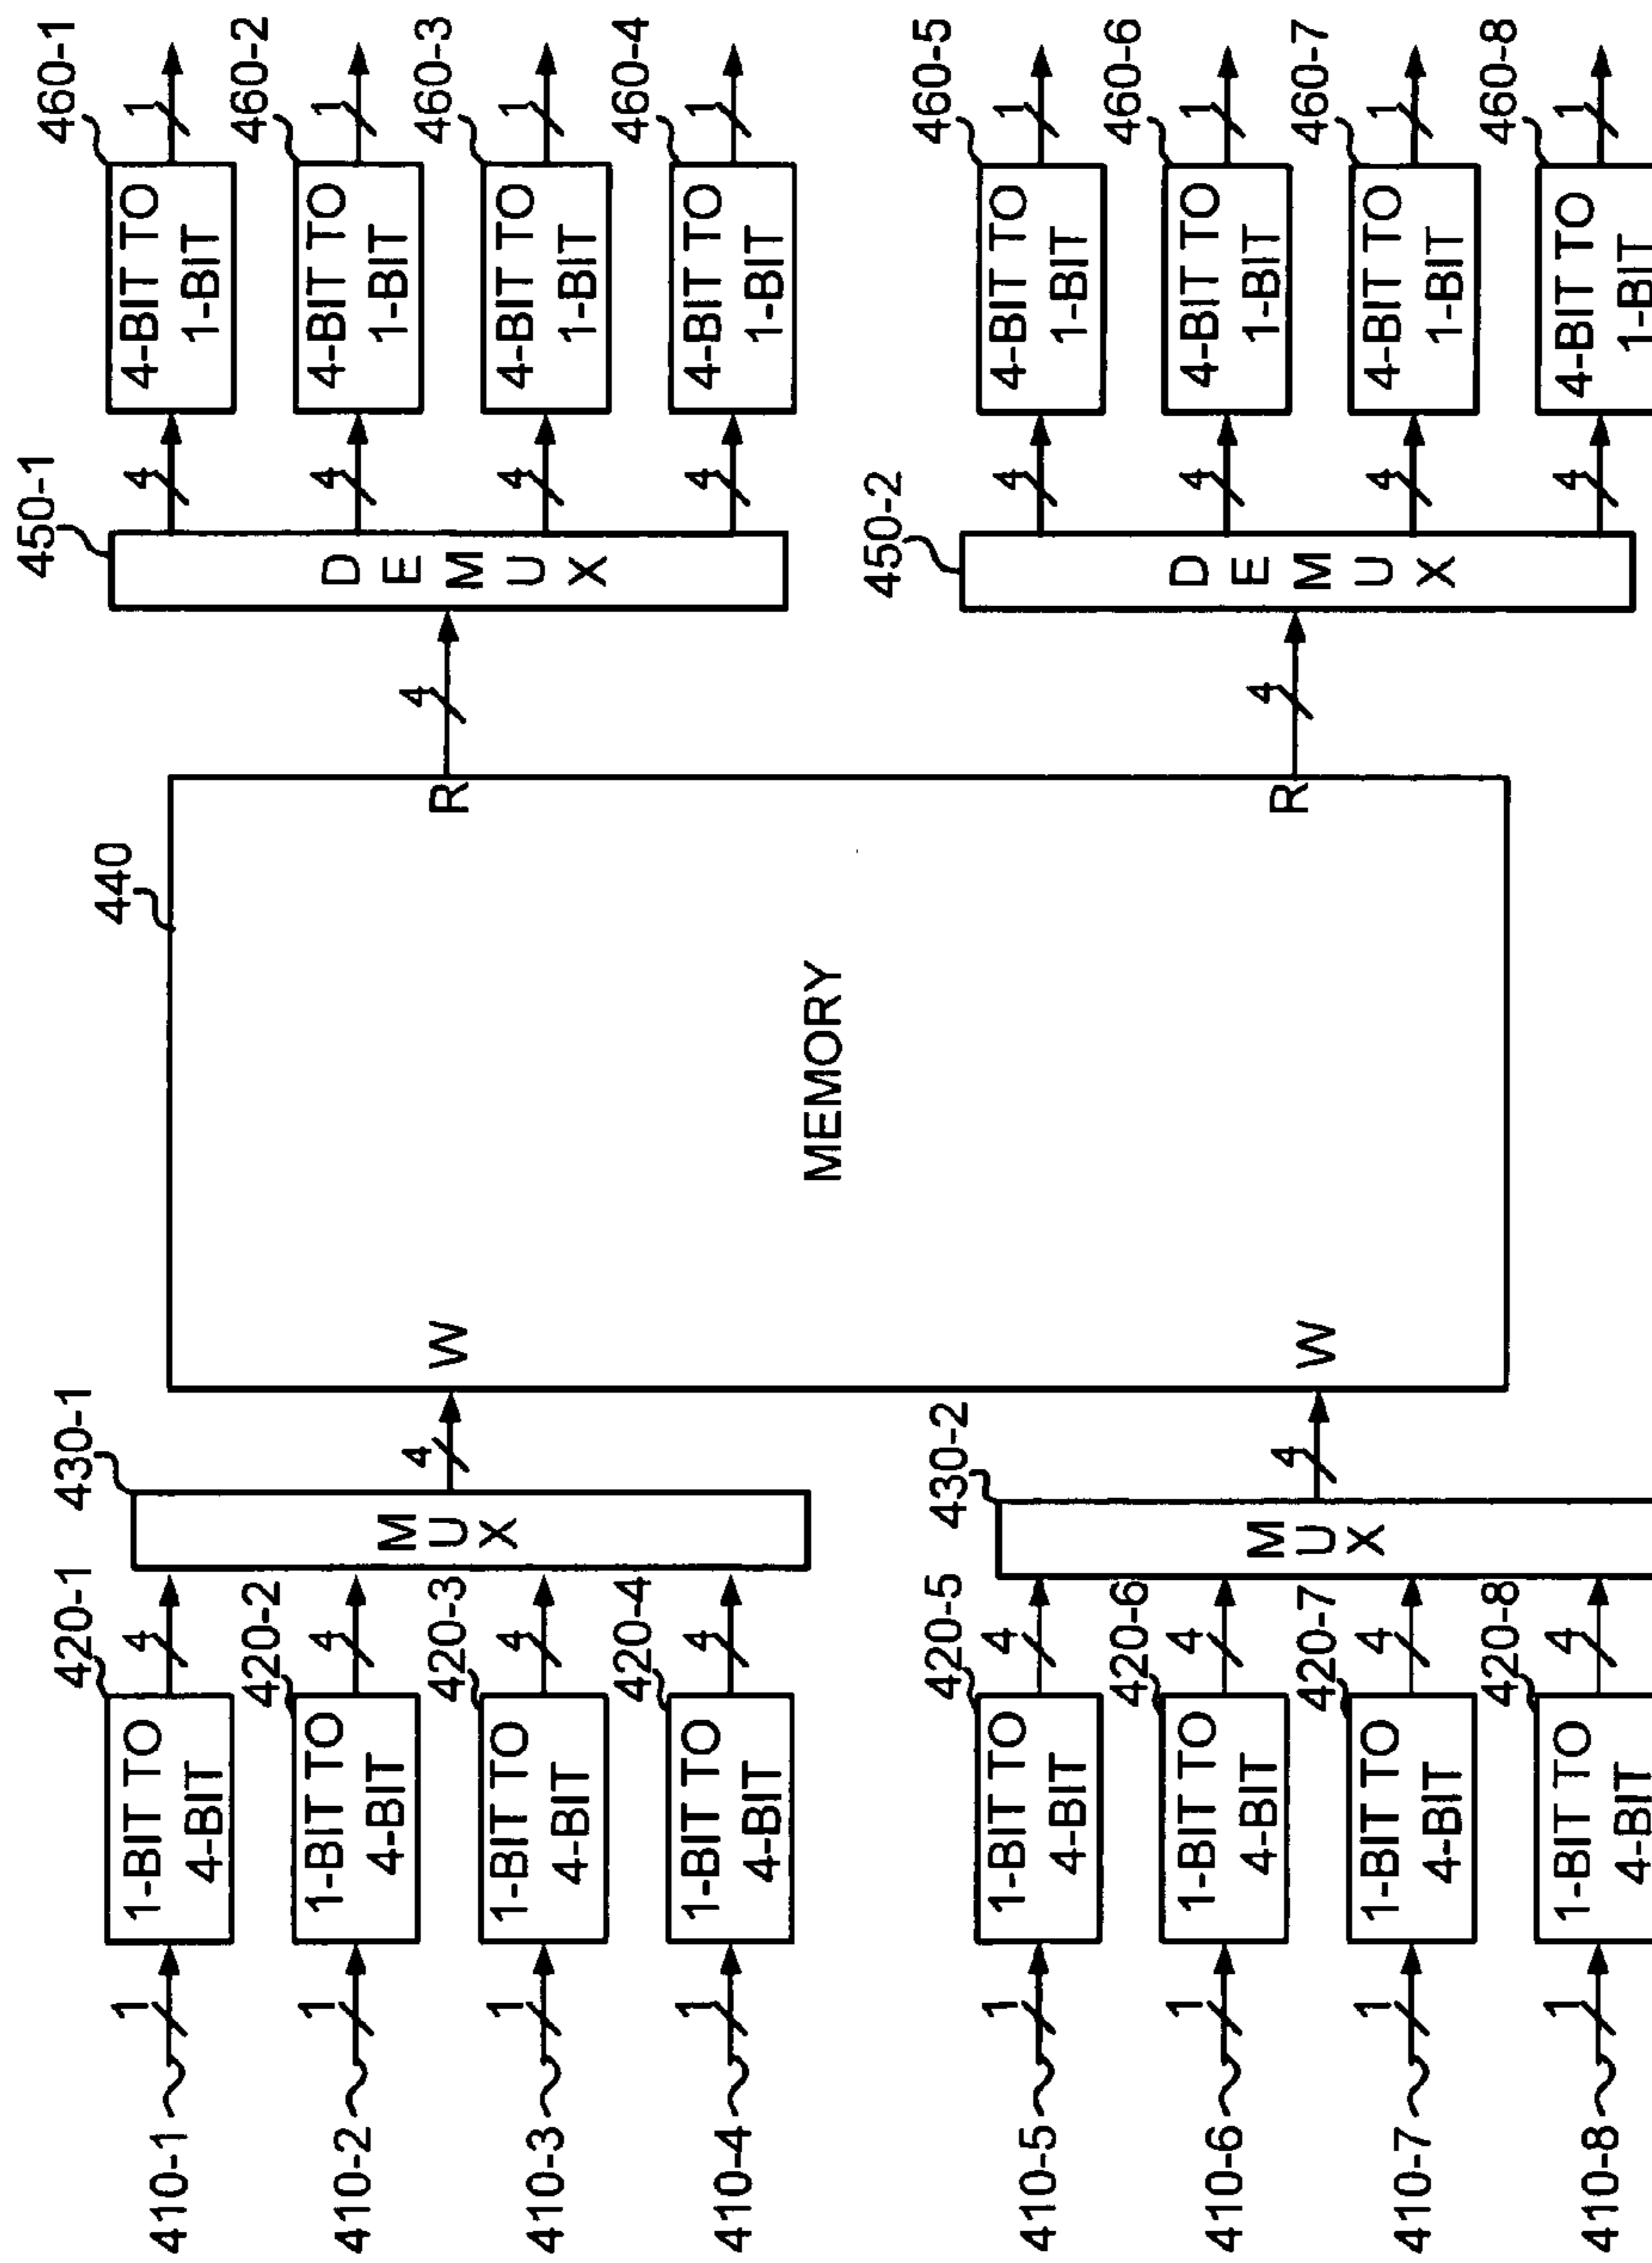 410-1
1
1-BIT TO
4-BIT
420-1
4
410-2
1
1-BIT TO
4-BIT
420-2
4
410-3
1
1-BIT TO
4-BIT
420-3
4
410-4
1
1-BIT TO
4-BIT
420-4
4
MUX
430-1
4
410-5
1
1-BIT TO
4-BIT
420-5
4
410-6
1
1-BIT TO
4-BIT
420-6
4
410-7
1
1-BIT TO
4-BIT
420-7
4
410-8
1
1-BIT TO
4-BIT
420-8
4
MUX
430-2
4
W
W
MEMORY
440
R
R
4
DEMUX
450-1
4
4-BIT TO
1-BIT
460-1
1
4
4-BIT TO
1-BIT
460-2
1
4
4-BIT TO
1-BIT
460-3
1
4
4-BIT TO
1-BIT
460-4
1
4
DEMUX
450-2
4
4-BIT TO
1-BIT
460-5
1
4
4-BIT TO
1-BIT
460-6
1
4
4-BIT TO
1-BIT
460-7
1
4
4-BIT TO
1-BIT
460-8
1